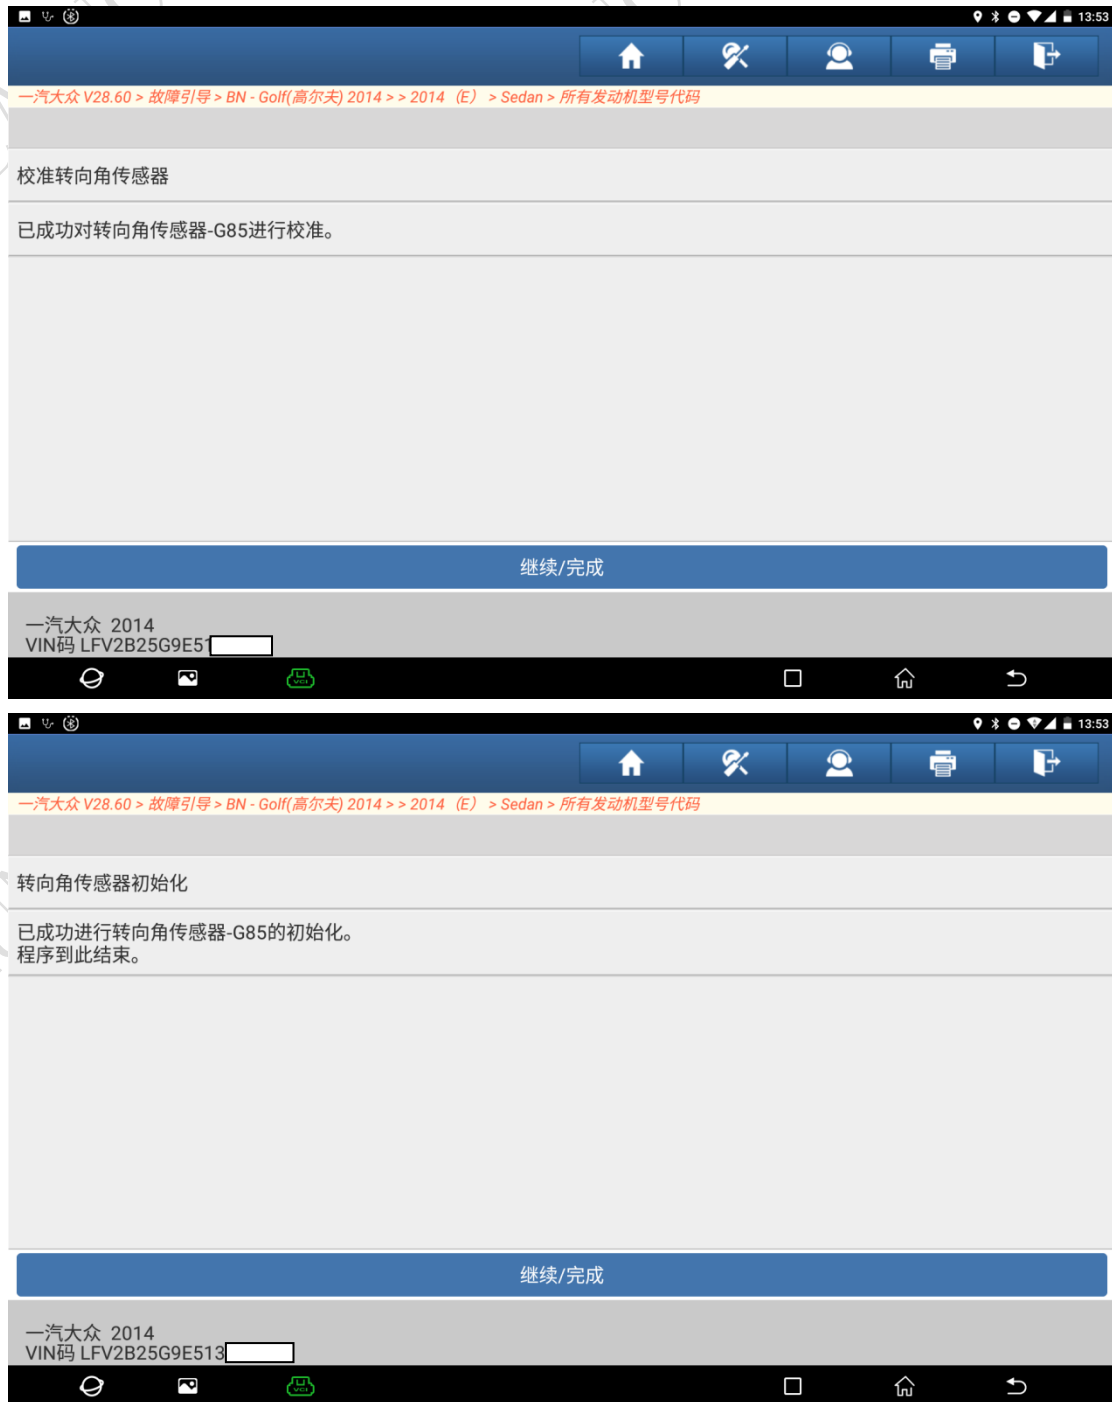 13:53
一汽大众 V28.60 > 故障引导 > BN - Golf(高尔夫) 2014 > > 2014（E） > Sedan > 所有发动机型号代码
校准转向角传感器
已成功对转向角传感器-G85进行校准。
继续/完成
一汽大众 2014
VIN码 LFV2B25G9E51
VCI
13:53
一汽大众 V28.60 > 故障引导 > BN - Golf(高尔夫) 2014 > > 2014（E） > Sedan > 所有发动机型号代码
转向角传感器初始化
已成功进行转向角传感器-G85的初始化。
程序到此结束。
继续/完成
一汽大众 2014
VIN码 LFV2B25G9E513
VCI